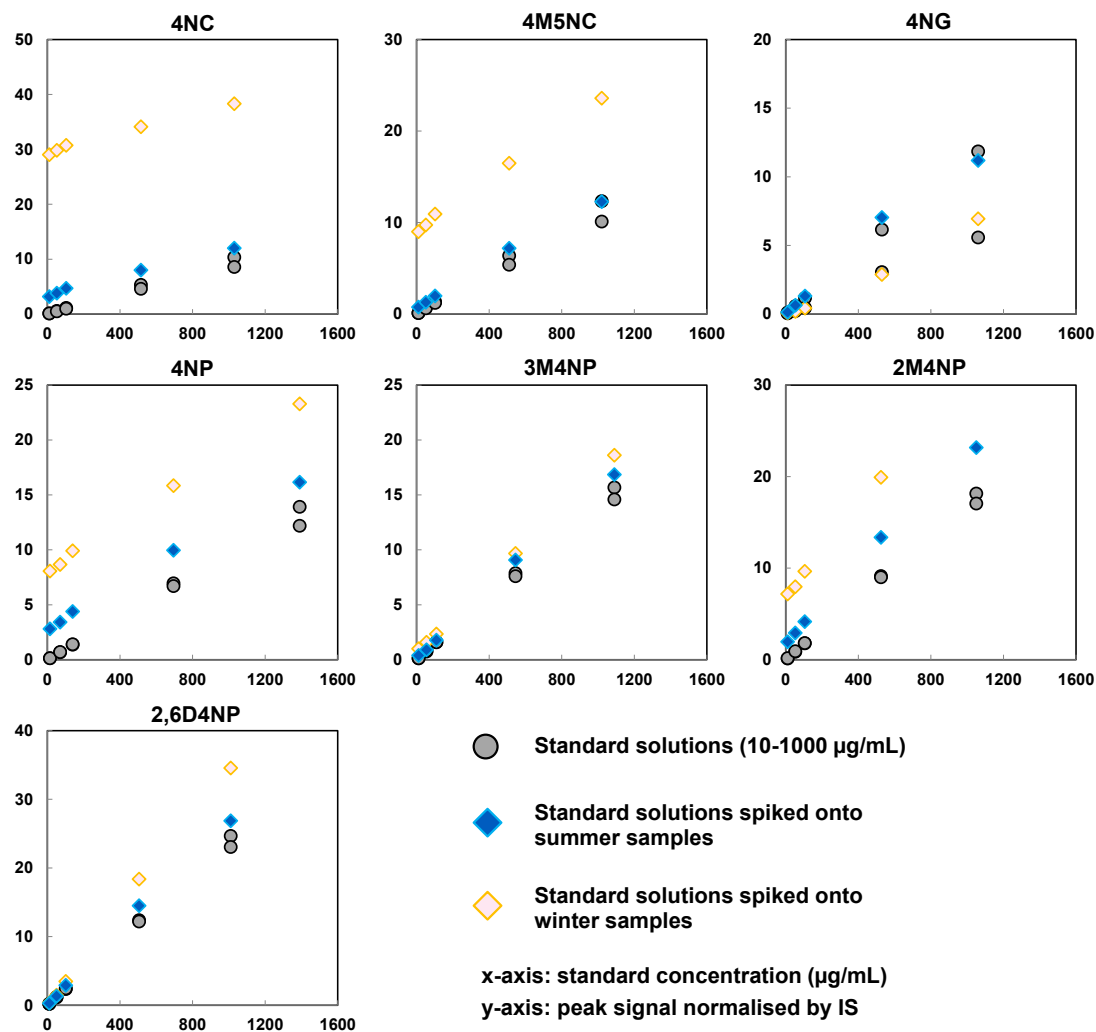 4NC
50
40
30
20
10
0
0 400 800 1200 1600
4M5NC
30
20
10
0
0 400 800 1200 1600
4NG
20
15
10
5
0
0 400 800 1200 1600
4NP
25
20
15
10
5
0
0 400 800 1200 1600
3M4NP
25
20
15
10
5
0
0 400 800 1200 1600
2M4NP
30
20
10
0
0 400 800 1200 1600
2,6D4NP
40
30
20
10
0
0 400 800 1200 1600
Standard solutions (10-1000 µg/mL)
Standard solutions spiked onto
summer samples
Standard solutions spiked onto
winter samples
x-axis: standard concentration (µg/mL)
y-axis: peak signal normalised by IS